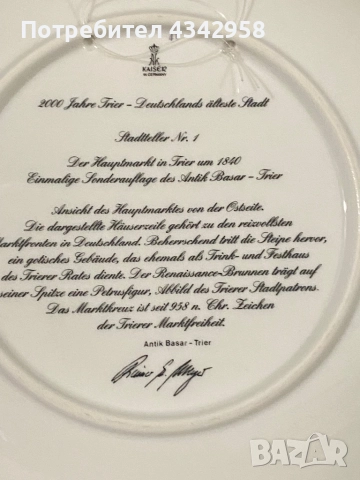 Потребител 4342958
AK
KAISER
W. GERMANY
2000 Jahre Trier – Deutschlands älteste Stadt
Stadtteller Nr. 1
Der Hauptmarkt in Trier um 1840
Einmalige Sonderauflage des Antik Basar – Trier
Ansicht des Hauptmarktes von der Ostseite.
Die dargestellte Häuserzeile gehört zu den reizvollsten
Marktfronten in Deutschland. Beherrschend tritt die Steipe hervor,
ein gotisches Gebäude, das ehemals als Trink- und Festhaus
des Trierer Rates diente. Der Renaissance-Brunnen trägt auf
seiner Spitze eine Petrusfigur, Abbild des Trierer Stadtpatrons.
Das Marktkreuz ist seit 958 n. Chr. Zeichen
der Trierer Marktfreiheit.
Antik Basar – Trier
bazar